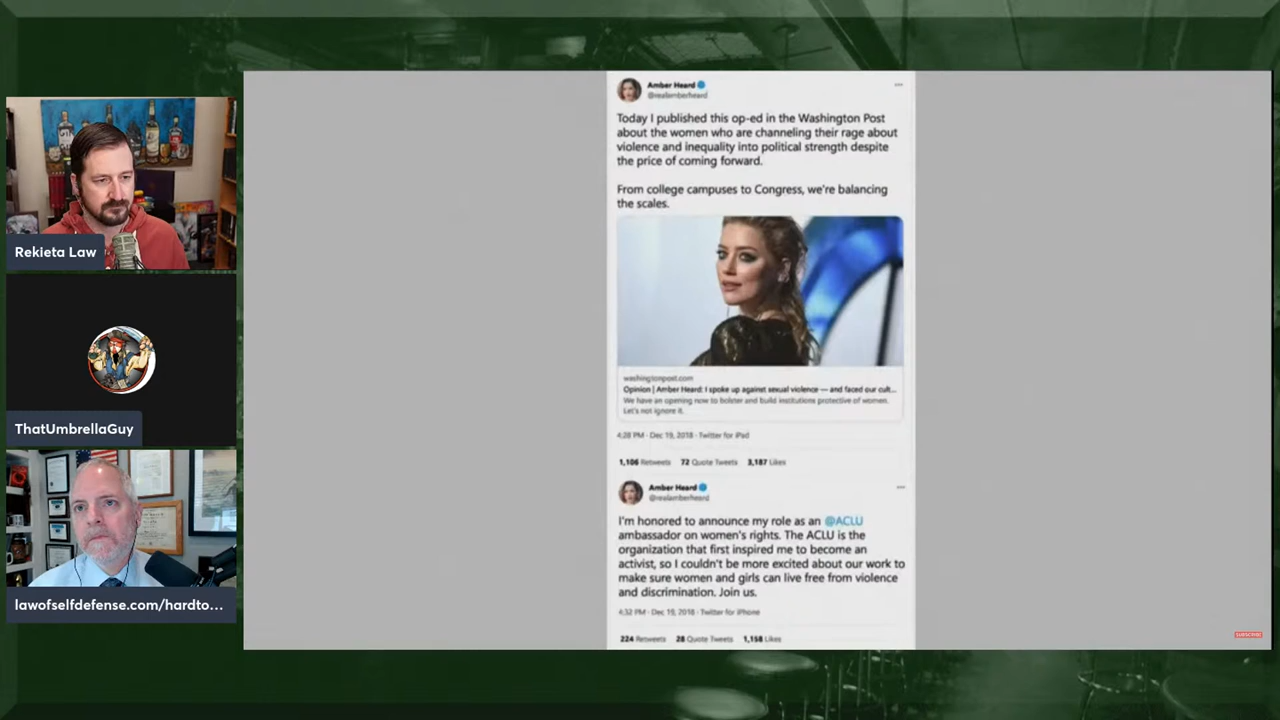 Rekieta Law
ThatUmbrellaGuy
lawofselfdefense.com/hardto...
Amber Heard
@realamberheard
Today I published this op-ed in the Washington Post
about the women who are channeling their rage about
violence and inequality into political strength despite
the price of coming forward.
From college campuses to Congress, we're balancing
the scales.
washingtonpost.com
Opinion | Amber Heard: I spoke up against sexual violence — and faced our cult...
We have an opening now to bolster and build institutions protective of women.
Let's not ignore it.
4:28 PM · Dec 19, 2018 · Twitter for iPad
1,106 Retweets 72 Quote Tweets 3,187 Likes
Amber Heard
@realamberheard
I'm honored to announce my role as an @ACLU
ambassador on women's rights. The ACLU is the
organization that first inspired me to become an
activist, so I couldn't be more excited about our work to
make sure women and girls can live free from violence
and discrimination. Join us.
4:32 PM · Dec 19, 2018 · Twitter for iPhone
224 Retweets 28 Quote Tweets 1,158 Likes